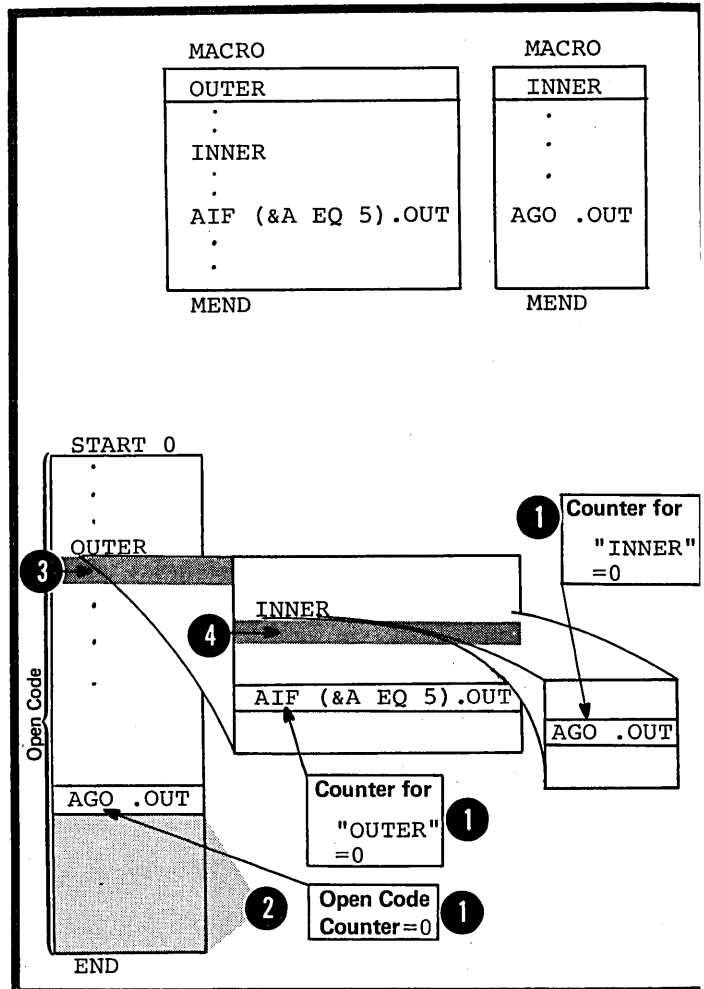 MACRO
OUTER
INNER
AIF (&A EQ 5).OUT
MEND
MACRO
INNER
AGO .OUT
MEND
START 0
OUTER
3
Open Code
AGO .OUT
2
END
INNER
4
AIF (&A EQ 5).OUT
Counter for
"OUTER"
=0
1
Open Code
Counter=0
1
1
Counter for
"INNER"
=0
AGO .OUT